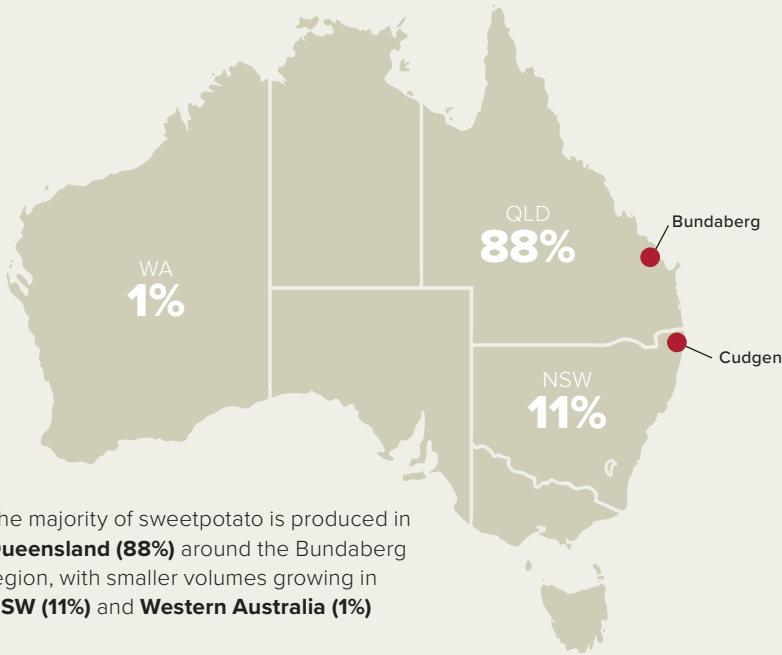 QLD
88%
Bundaberg
WA
1%
Cudgen
NSW
11%
he majority of sweetpotato is produced in
ueensland (88%) around the Bundaberg
egion, with smaller volumes growing in
SW (11%) and Western Australia (1%)